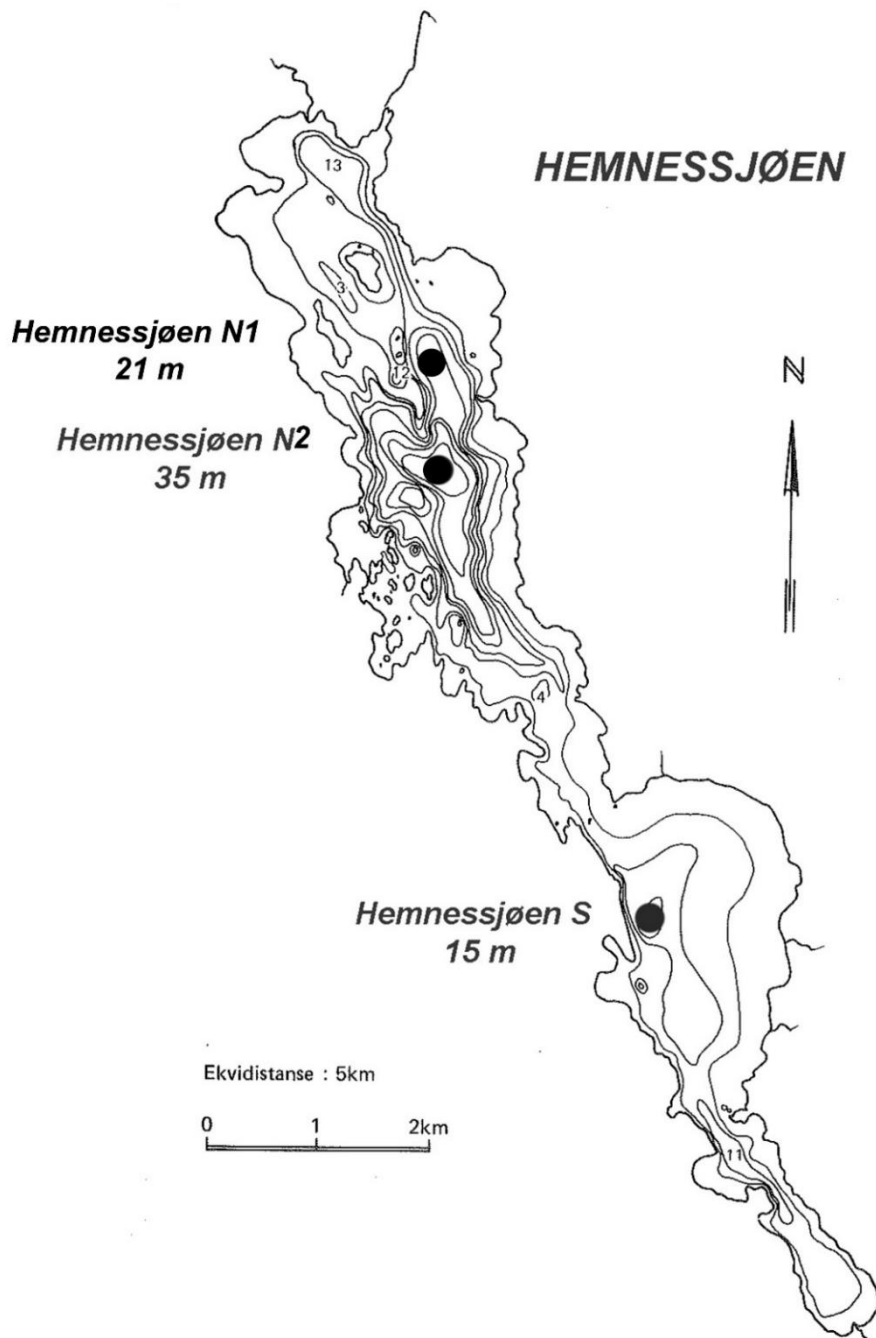 HEMNESSJØEN
13
3
Hemnessjøen N1
21 m
12
N
Hemnessjøen N2
35 m
4
Hemnessjøen S
15 m
Ekvidistanse : 5km
0 1 2km
11